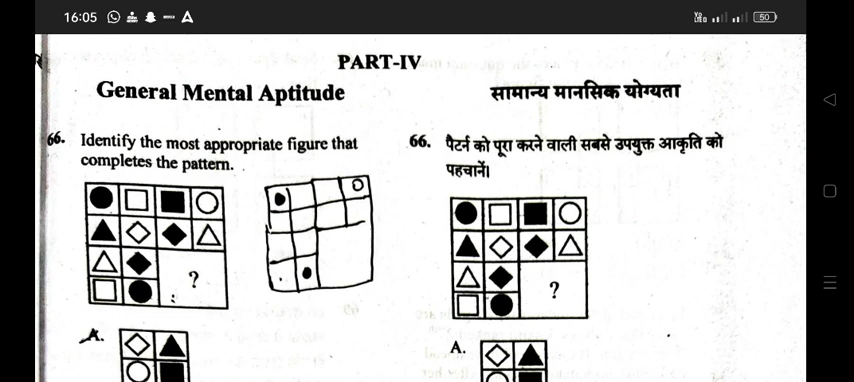 16:05
50
PART-IV
General Mental Aptitude
सामान्य मानसिक योग्यता
66. Identify the most appropriate figure that
completes the pattern.
?
A.
66. पैटर्न को पूरा करने वाली सबसे उपयुक्त आकृति को
पहचानें।
?
A.